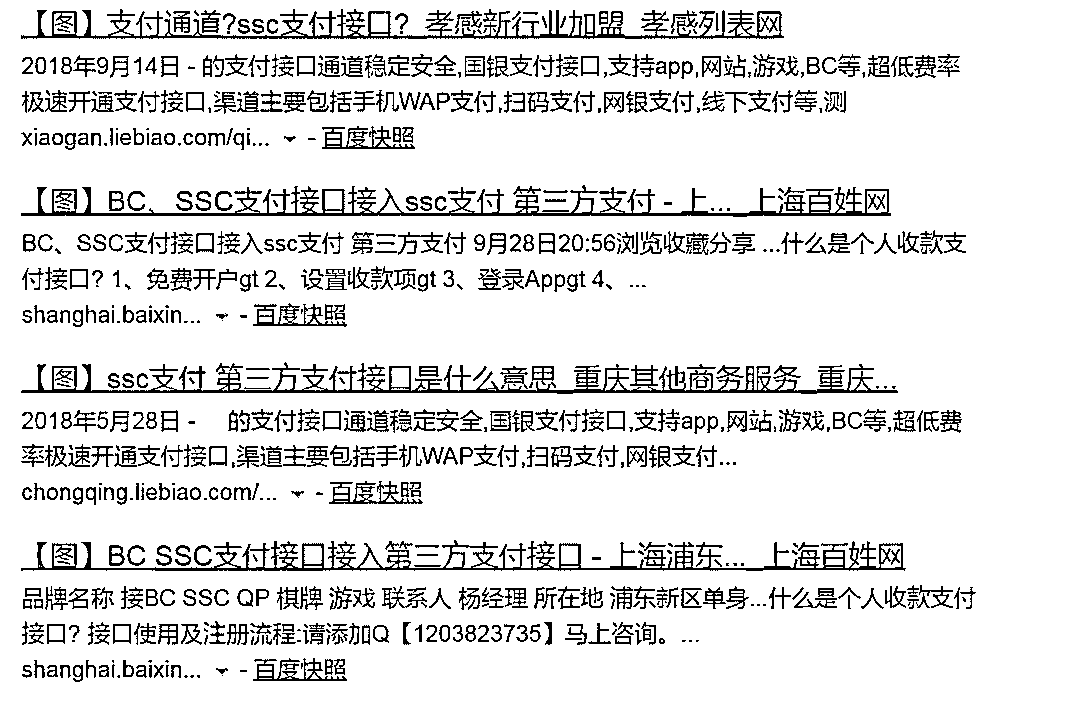 【图】支付通道?ssc支付接口?_孝感新行业加盟_孝感列表网
2018年9月14日 - 的支付接口通道稳定安全,国银支付接口,支持app,网站,游戏,BC等,超低费率
极速开通支付接口,渠道主要包括手机WAP支付,扫码支付,网银支付,线下支付等,测
xiaogan.liebiao.com/qi... - 百度快照
【图】BC、SSC支付接口接入ssc支付 第三方支付 - 上..._上海百姓网
BC、SSC支付接口接入ssc支付 第三方支付 9月28日20:56浏览收藏分享 ...什么是个人收款支
付接口? 1、免费开户gt 2、设置收款项gt 3、登录Appgt 4、...
shanghai.baixin... - 百度快照
【图】ssc支付 第三方支付接口是什么意思_重庆其他商务服务_重庆...
2018年5月28日 - 的支付接口通道稳定安全,国银支付接口,支持app,网站,游戏,BC等,超低费
率极速开通支付接口,渠道主要包括手机WAP支付,扫码支付,网银支付...
chongqing.liebiao.com/... - 百度快照
【图】BC SSC支付接口接入第三方支付接口 - 上海浦东..._上海百姓网
品牌名称 接BC SSC QP 棋牌 游戏 联系人 杨经理 所在地 浦东新区单身...什么是个人收款支付
接口? 接口使用及注册流程:请添加Q【1203823735】马上咨询。...
shanghai.baixin... - 百度快照